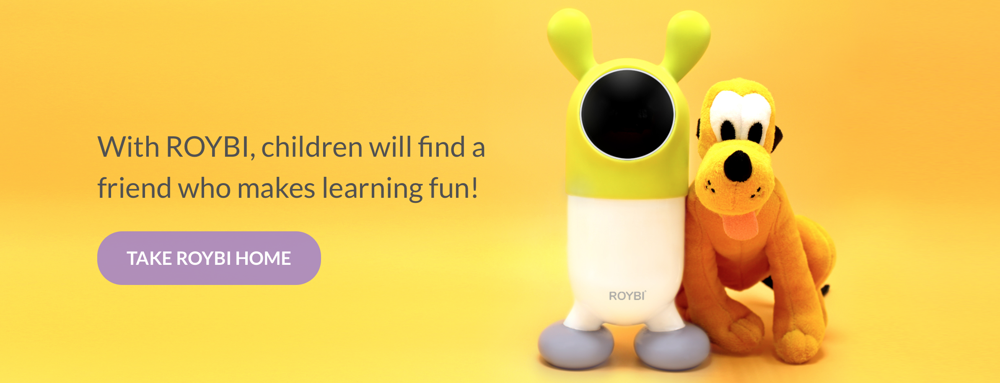 With ROYBI, children will find a
friend who makes learning fun!
TAKE ROYBI HOME
ROYBI®